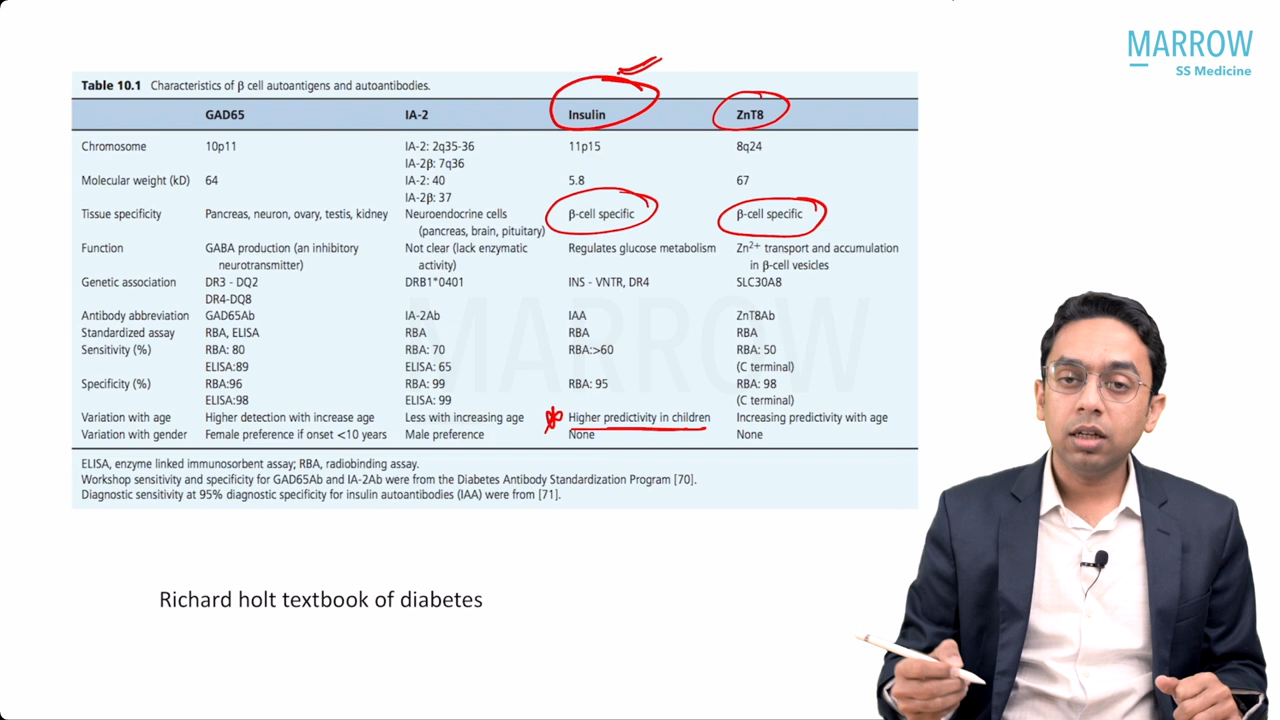 MARROW
SS Medicine
Table 10.1 Characteristics of β cell autoantigens and autoantibodies.
GAD65 IA-2 Insulin ZnT8
Chromosome 10p11 IA-2: 2q35-36 11p15 8q24
IA-2β: 7q36
Molecular weight (kD) 64 IA-2: 40 5.8 67
IA-2β: 37
Tissue specificity Pancreas, neuron, ovary, testis, kidney Neuroendocrine cells β-cell specific β-cell specific
(pancreas, brain, pituitary)
Function GABA production (an inhibitory Not clear (lack enzymatic Regulates glucose metabolism Zn2+ transport and accumulation
neurotransmitter) activity) in β-cell vesicles
Genetic association DR3 - DQ2 DRB1*0401 INS - VNTR, DR4 SLC30A8
DR4-DQ8
Antibody abbreviation GAD65Ab IA-2Ab IAA ZnT8Ab
Standardized assay RBA, ELISA RBA RBA RBA
Sensitivity (%) RBA: 80 RBA: 70 RBA:>60 RBA: 50
ELISA:89 ELISA: 65 (C terminal)
Specificity (%) RBA:96 RBA: 99 RBA: 95 RBA: 98
ELISA:98 ELISA: 99 (C terminal)
Variation with age Higher detection with increase age Less with increasing age Higher predictivity in children Increasing predictivity with age
Variation with gender Female preference if onset <10 years Male preference None None
ELISA, enzyme linked immunosorbent assay; RBA, radiobinding assay.
Workshop sensitivity and specificity for GAD65Ab and IA-2Ab were from the Diabetes Antibody Standardization Program [70].
Diagnostic sensitivity at 95% diagnostic specificity for insulin autoantibodies (IAA) were from [71].
MARROW
Richard holt textbook of diabetes